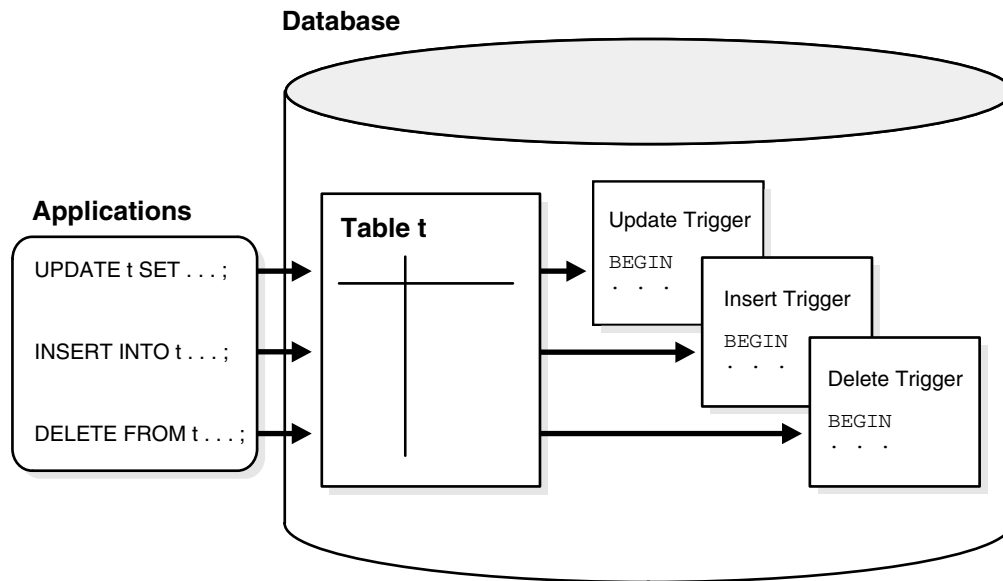 Database
Applications
UPDATE t SET . . . ;
INSERT INTO t . . . ;
DELETE FROM t . . . ;
Table t
Update Trigger
BEGIN
. . .
Insert Trigger
BEGIN
. . .
Delete Trigger
BEGIN
. . .